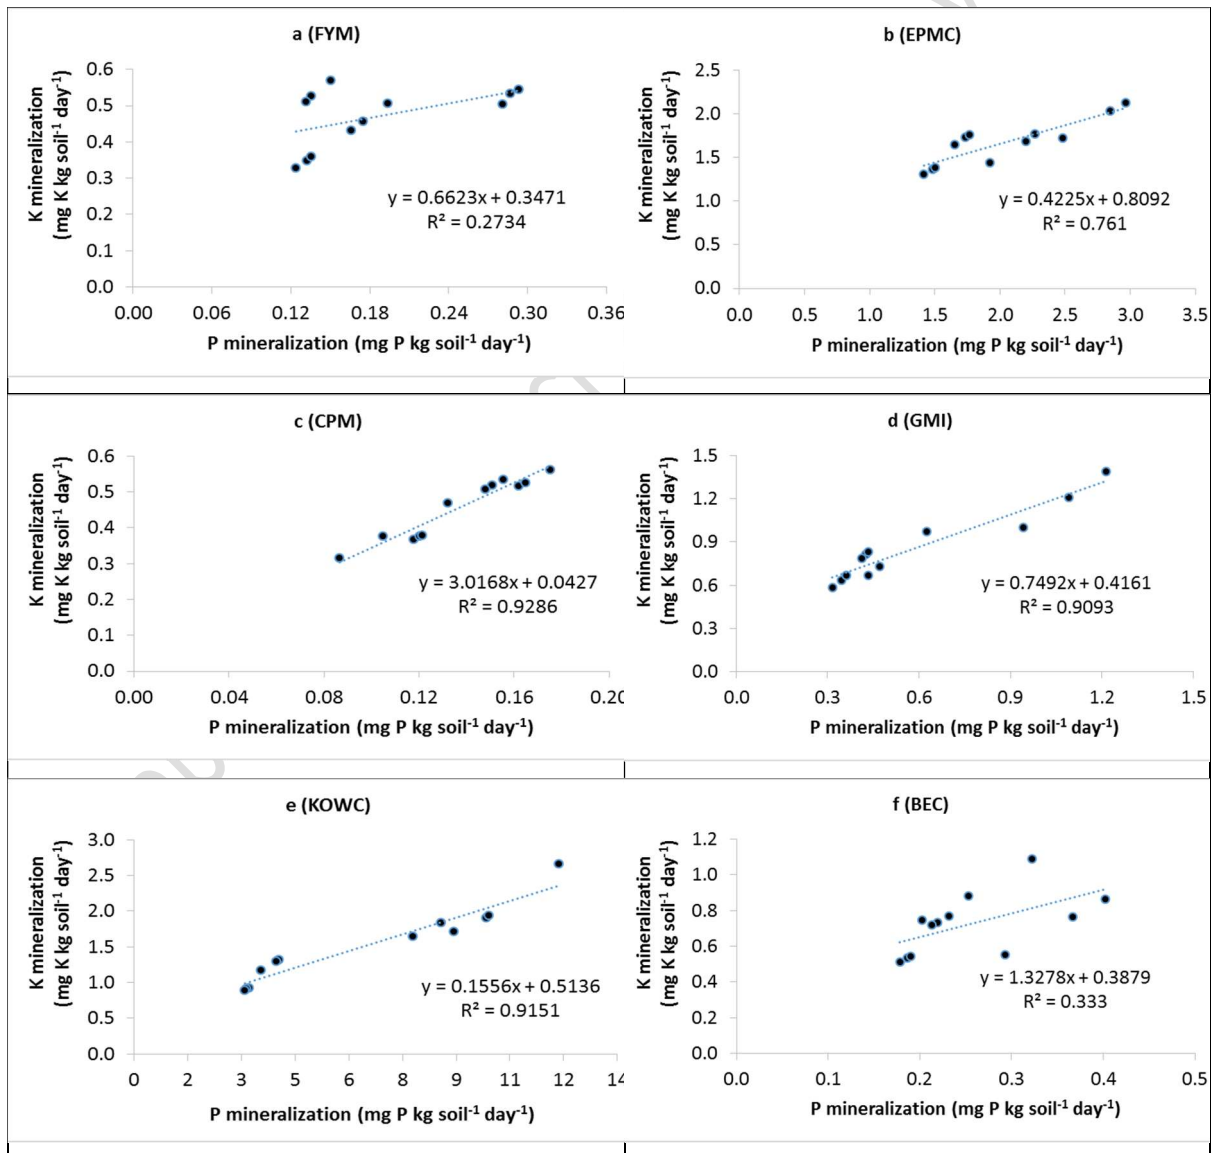 a (FYM)
K mineralization
(mg K kg soil⁻¹ day⁻¹)
0.6
0.5
0.4
0.3
0.2
0.1
0.0
y = 0.6623x + 0.3471
R² = 0.2734
0.00 0.06 0.12 0.18 0.24 0.30 0.36
P mineralization (mg P kg soil⁻¹ day⁻¹)
b (EPMC)
K mineralization
(mg K kg soil⁻¹ day⁻¹)
2.5
2.0
1.5
1.0
0.5
0.0
y = 0.4225x + 0.8092
R² = 0.761
0.0 0.5 1.0 1.5 2.0 2.5 3.0 3.5
P mineralization (mg P kg soil⁻¹ day⁻¹)
c (CPM)
K mineralization
(mg K kg soil⁻¹ day⁻¹)
0.6
0.5
0.4
0.3
0.2
0.1
0.0
y = 3.0168x + 0.0427
R² = 0.9286
0.00 0.04 0.08 0.12 0.16 0.20
P mineralization (mg P kg soil⁻¹ day⁻¹)
d (GMI)
K mineralization
(mg K kg soil⁻¹ day⁻¹)
1.5
1.2
0.9
0.6
0.3
0.0
y = 0.7492x + 0.4161
R² = 0.9093
0.0 0.3 0.6 0.9 1.2 1.5
P mineralization (mg P kg soil⁻¹ day⁻¹)
e (KOWC)
K mineralization
(mg K kg soil⁻¹ day⁻¹)
3.0
2.5
2.0
1.5
1.0
0.5
0.0
y = 0.1556x + 0.5136
R² = 0.9151
0 2 3 5 6 8 9 11 12 14
P mineralization (mg P kg soil⁻¹ day⁻¹)
f (BEC)
K mineralization
(mg K kg soil⁻¹ day⁻¹)
1.2
1.0
0.8
0.6
0.4
0.2
0.0
y = 1.3278x + 0.3879
R² = 0.333
0.0 0.1 0.2 0.3 0.4 0.5
P mineralization (mg P kg soil⁻¹ day⁻¹)